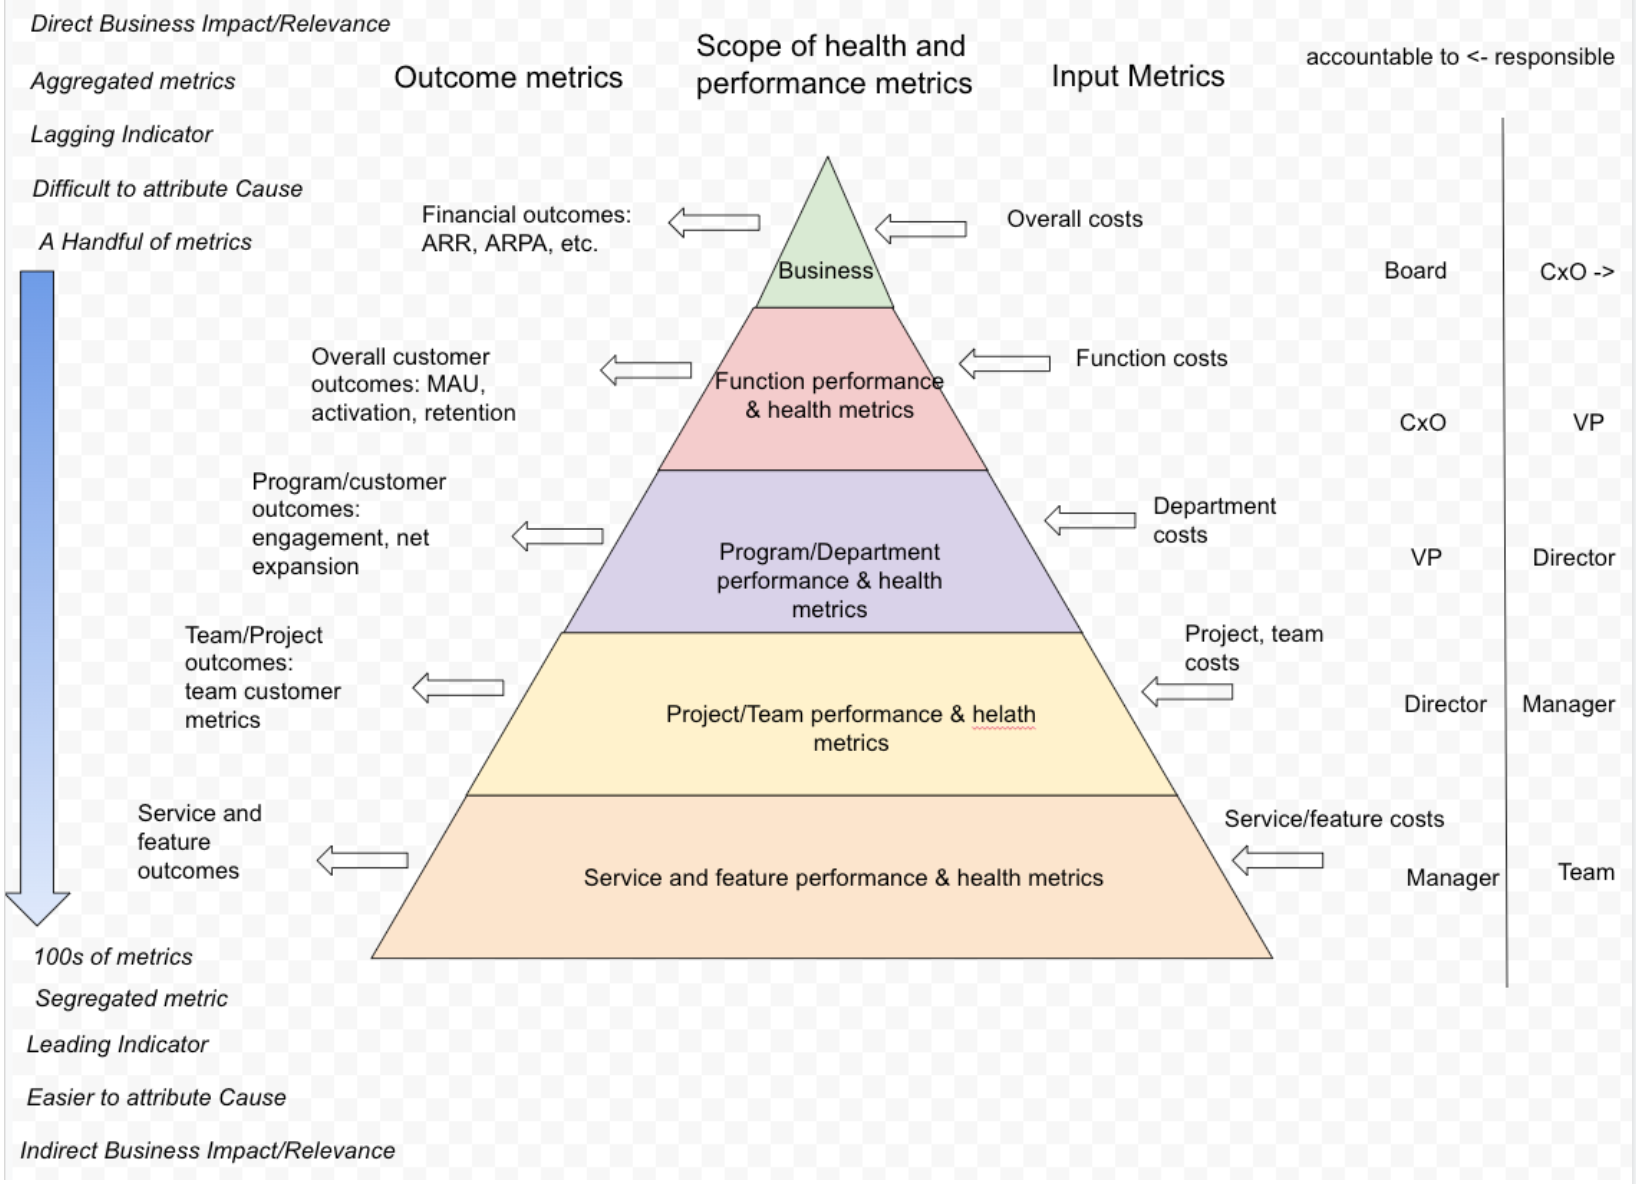 Direct Business Impact/Relevance
Aggregated metrics
Lagging Indicator
Difficult to attribute Cause
A Handful of metrics
Outcome metrics
Scope of health and
performance metrics
Input Metrics
accountable to <- responsible
Financial outcomes:
ARR, ARPA, etc.
Business
Overall costs
Board
CxO ->
Overall customer
outcomes: MAU,
activation, retention
Function performance
& health metrics
Function costs
CxO
VP
Program/customer
outcomes:
engagement, net
expansion
Program/Department
performance & health
metrics
Department
costs
VP
Director
Team/Project
outcomes:
team customer
metrics
Project/Team performance & helath
metrics
Project, team
costs
Director
Manager
Service and
feature
outcomes
Service and feature performance & health metrics
Service/feature costs
Manager
Team
100s of metrics
Segregated metric
Leading Indicator
Easier to attribute Cause
Indirect Business Impact/Relevance